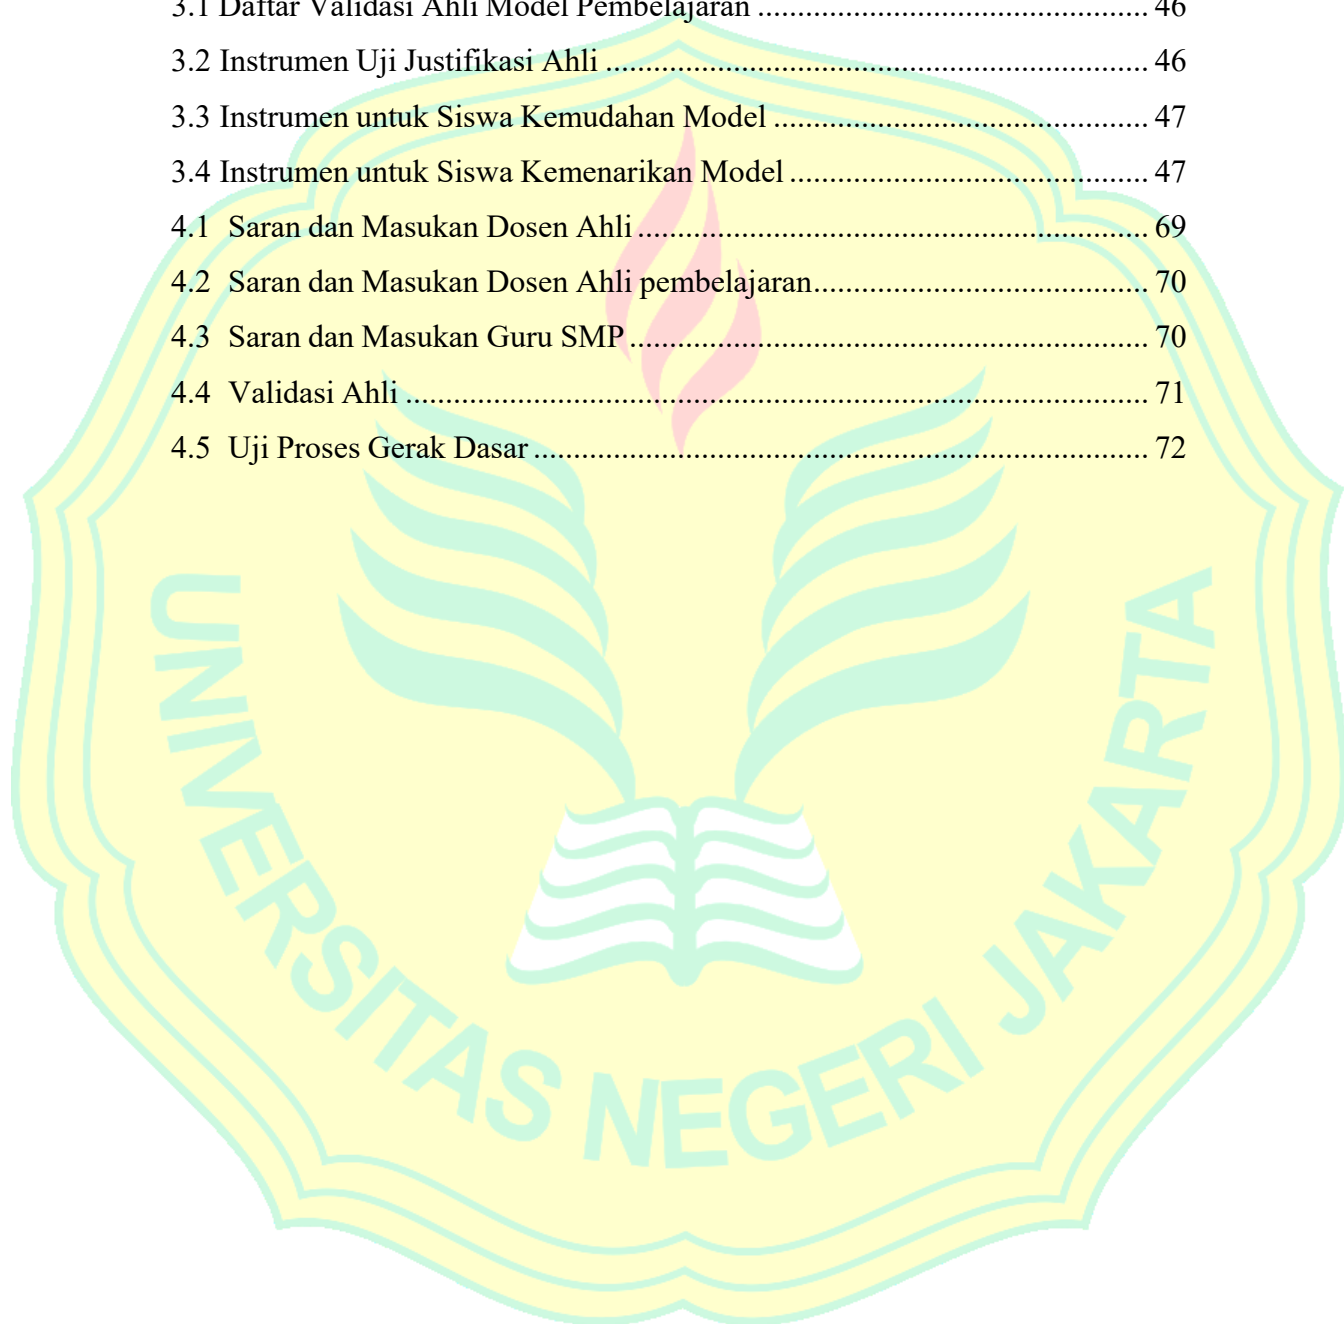 3.1 Daftar Validasi Ahli Model Pembelajaran ................................................. 46
3.2 Instrumen Uji Justifikasi Ahli .................................................................... 46
3.3 Instrumen untuk Siswa Kemudahan Model ............................................... 47
3.4 Instrumen untuk Siswa Kemenarikan Model ............................................. 47
4.1 Saran dan Masukan Dosen Ahli ................................................................ 69
4.2 Saran dan Masukan Dosen Ahli pembelajaran.......................................... 70
4.3 Saran dan Masukan Guru SMP ................................................................. 70
4.4 Validasi Ahli ............................................................................................. 71
4.5 Uji Proses Gerak Dasar ............................................................................. 72
UNIVERSITAS NEGERI JAKARTA